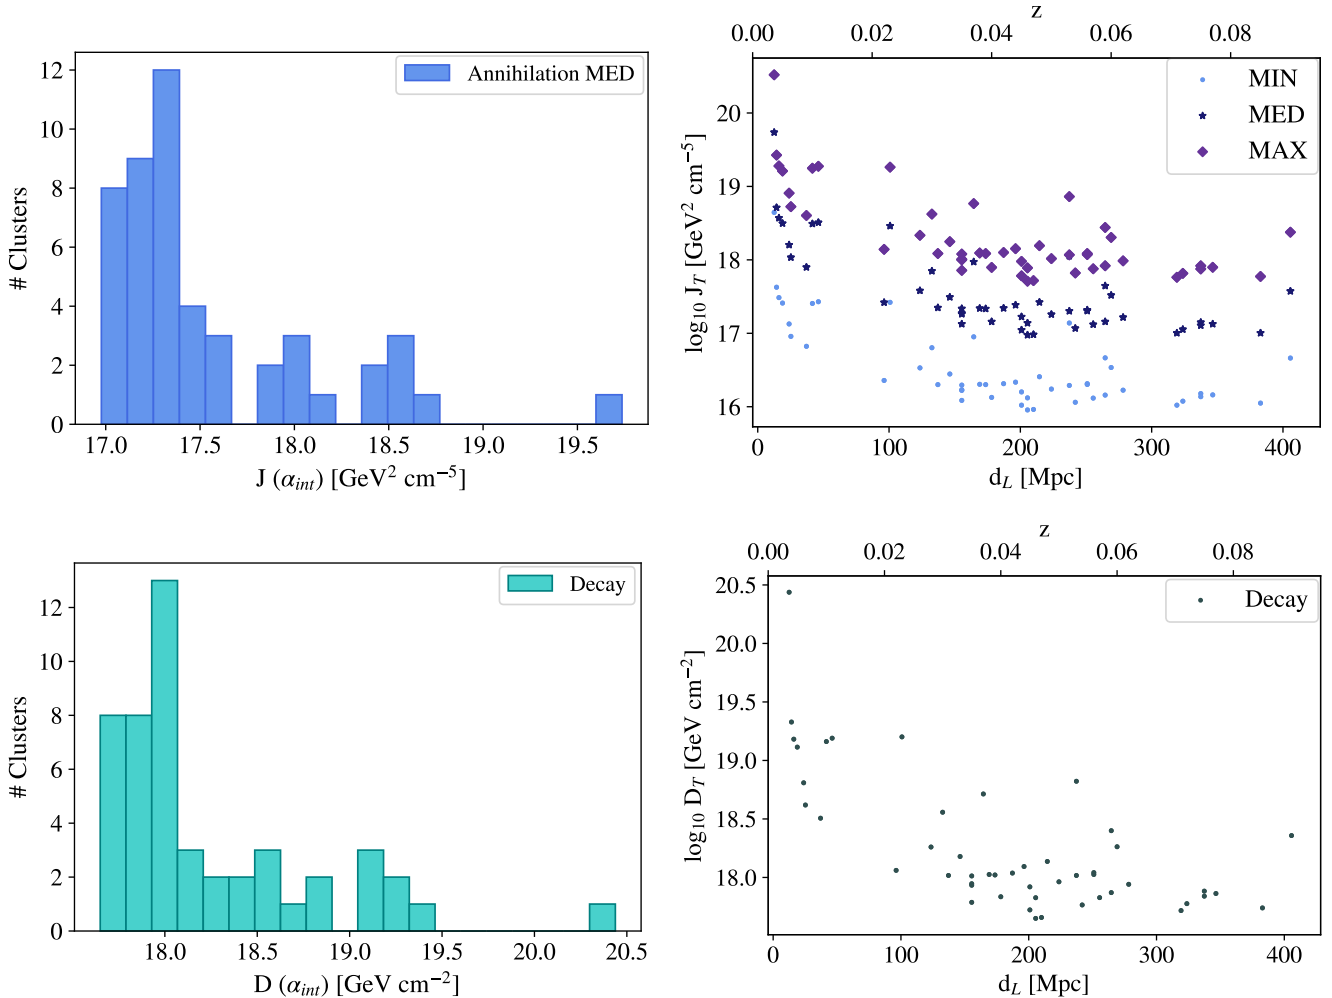 12
10
8
6
4
2
0
# Clusters
Annihilation MED
17.0 17.5 18.0 18.5 19.0 19.5
J (α_int) [GeV² cm⁻⁵]
z
0.00 0.02 0.04 0.06 0.08
20
19
18
17
16
log₁₀ J_T [GeV² cm⁻⁵]
MIN
MED
MAX
0 100 200 300 400
d_L [Mpc]
12
10
8
6
4
2
0
# Clusters
Decay
18.0 18.5 19.0 19.5 20.0 20.5
D (α_int) [GeV cm⁻²]
z
0.00 0.02 0.04 0.06 0.08
20.5
20.0
19.5
19.0
18.5
18.0
log₁₀ D_T [GeV cm⁻²]
Decay
0 100 200 300 400
d_L [Mpc]